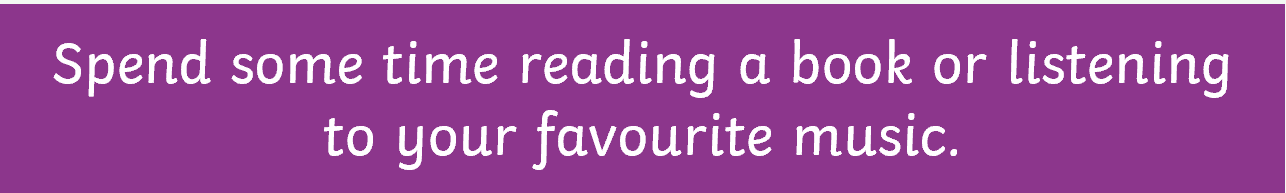 Spend some time reading a book or listening
to your favourite music.